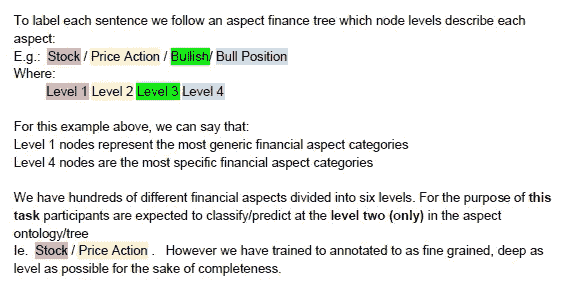 To label each sentence we follow an aspect finance tree which node levels describe each
aspect:
E.g.: Stock / Price Action / Bullish/ Bull Position
Where:
Level 1 Level 2 Level 3 Level 4
For this example above, we can say that:
Level 1 nodes represent the most generic financial aspect categories
Level 4 nodes are the most specific financial aspect categories
We have hundreds of different financial aspects divided into six levels. For the purpose of this
task participants are expected to classify/predict at the level two (only) in the aspect
ontology/tree
Ie. Stock / Price Action . However we have trained to annotated to as fine grained, deep as
level as possible for the sake of completeness.